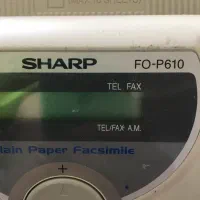 SHARP FO-P610
TEL FAX
TEL/FAX A.M.
lain Paper Facsimile
+